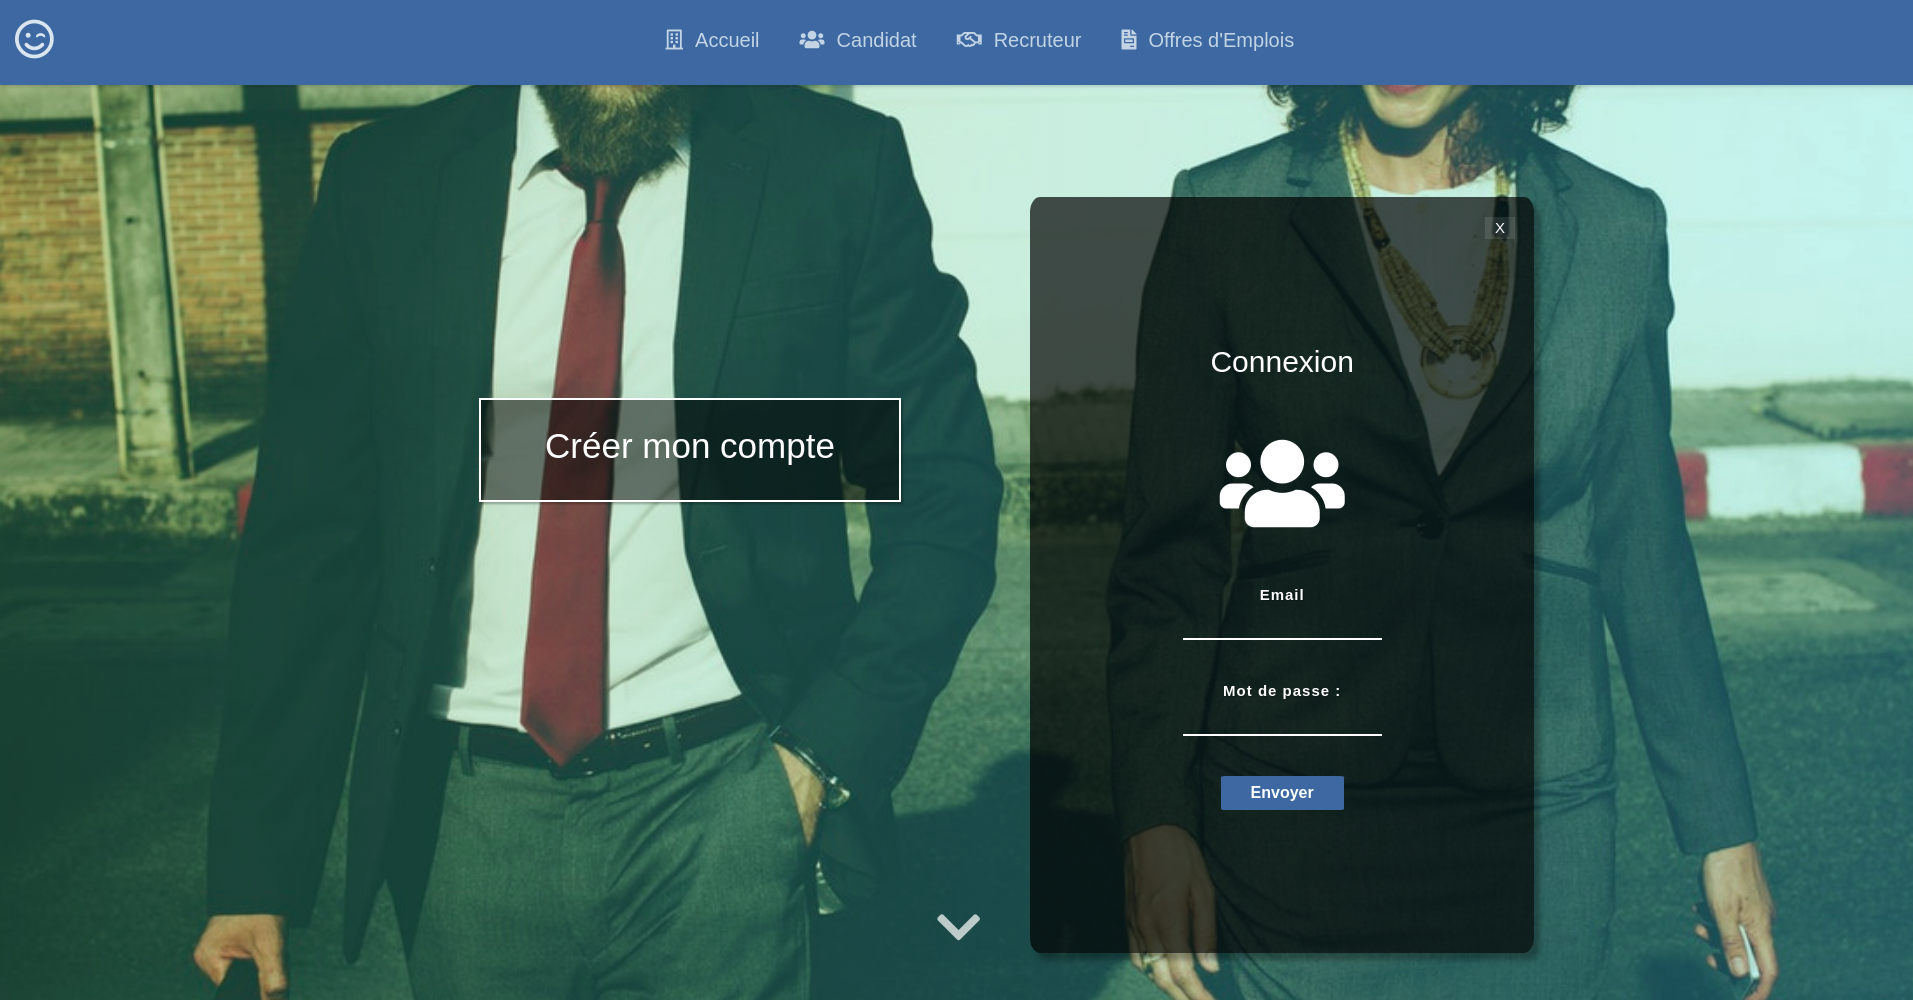 Accueil
Candidat
Recruteur
Offres d'Emplois
X
Connexion
Créer mon compte
Email
Mot de passe :
Envoyer